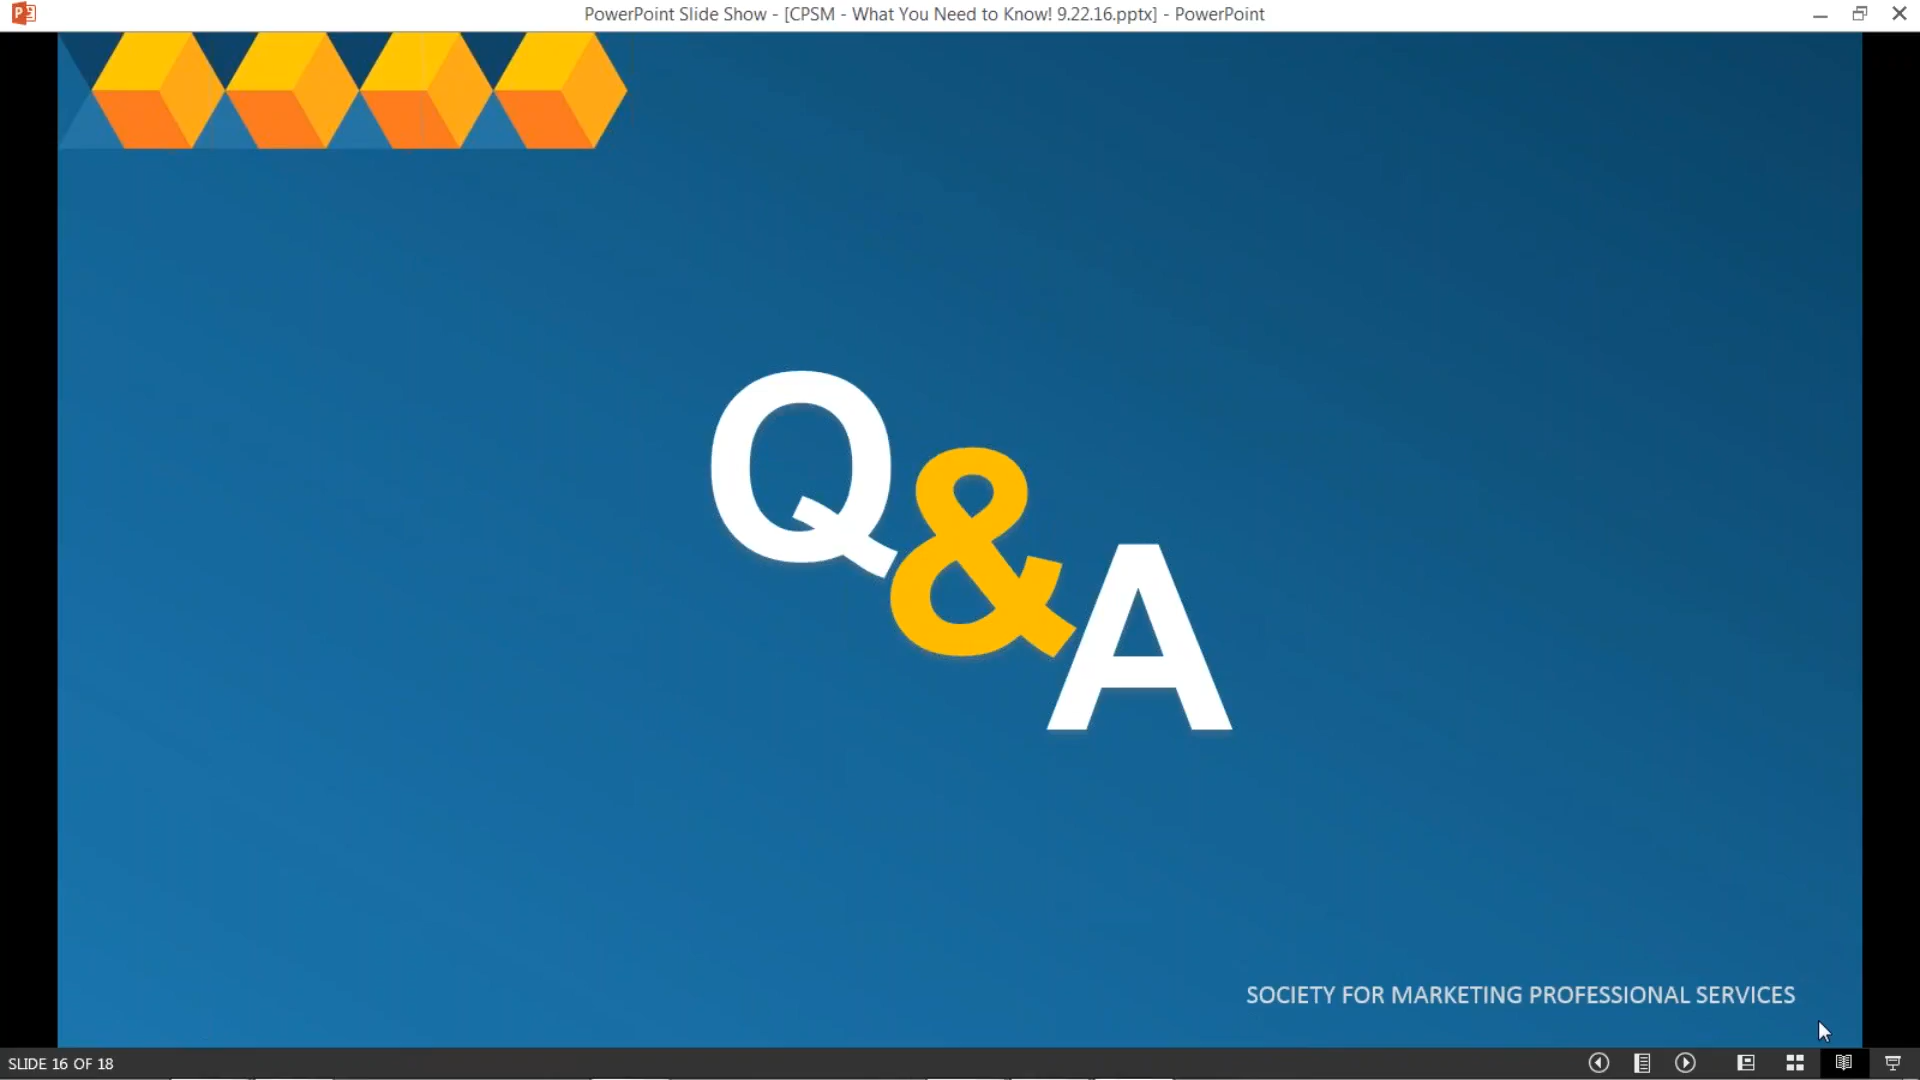 PowerPoint Slide Show - [CPSM - What You Need to Know! 9.22.16.pptx] - PowerPoint
Q&A
SOCIETY FOR MARKETING PROFESSIONAL SERVICES
SLIDE 16 OF 18